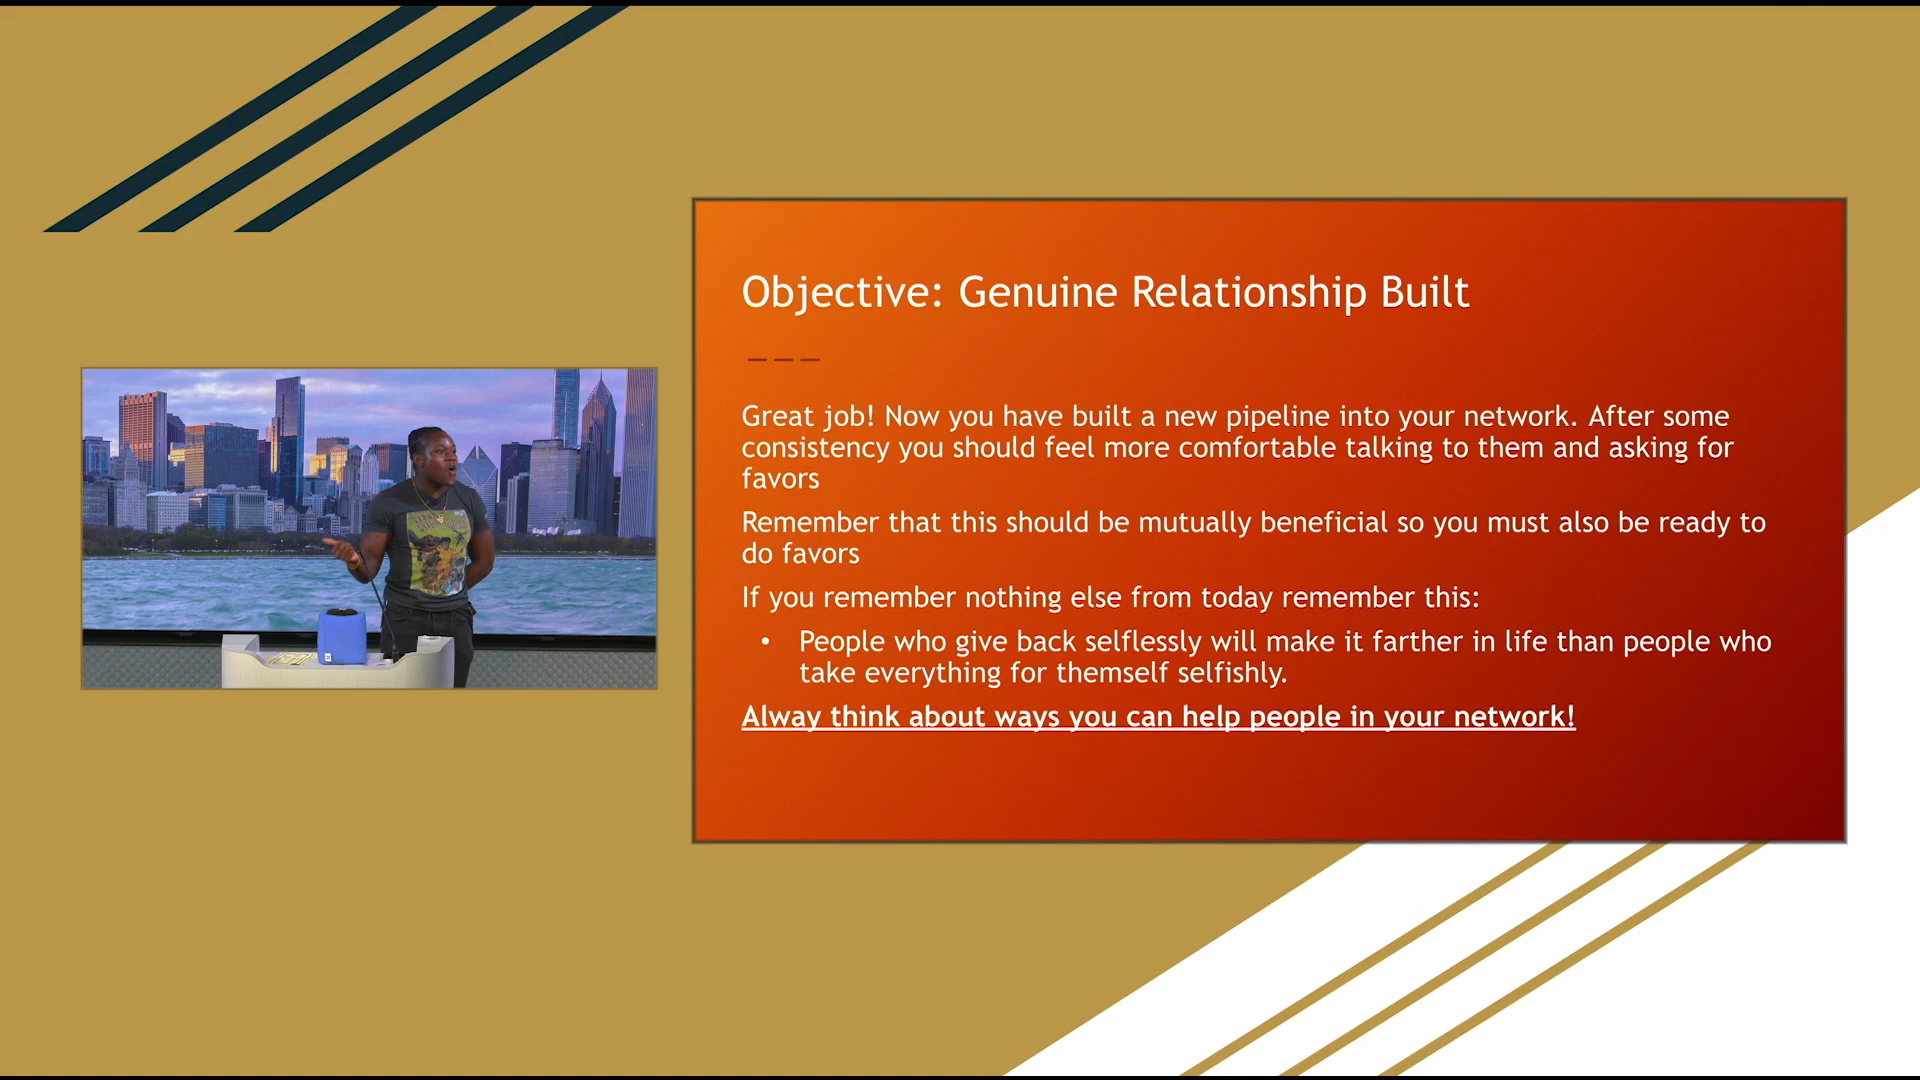 Objective: Genuine Relationship Built
Great job! Now you have built a new pipeline into your network. After some
consistency you should feel more comfortable talking to them and asking for
favors
Remember that this should be mutually beneficial so you must also be ready to
do favors
If you remember nothing else from today remember this:
• People who give back selflessly will make it farther in life than people who
take everything for themself selfishly.
Alway think about ways you can help people in your network!